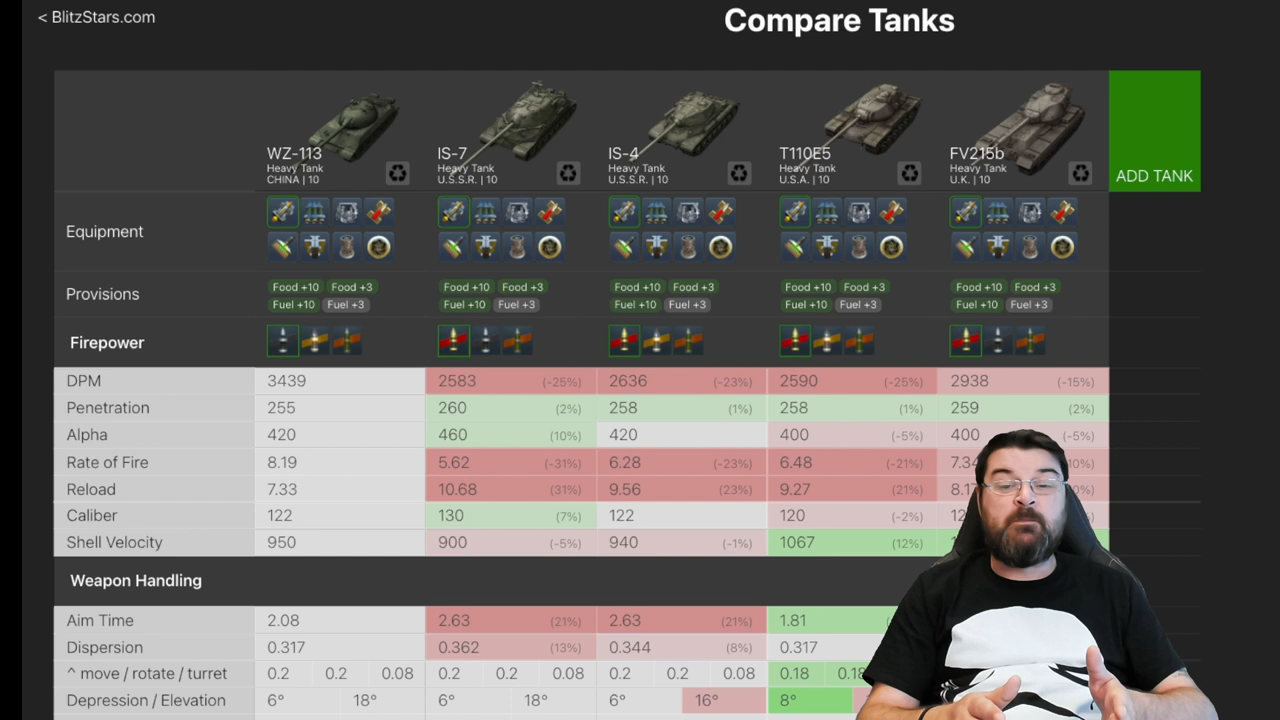 < BlitzStars.com
Compare Tanks
WZ-113 IS-7 IS-4 T110E5 FV215b
Heavy Tank Heavy Tank Heavy Tank Heavy Tank Heavy Tank
CHINA | 10 U.S.S.R. | 10 U.S.S.R. | 10 U.S.A. | 10 U.K. | 10
ADD TANK
Equipment
Provisions
Food +10 Food +3 Food +10 Food +3 Food +10 Food +3 Food +10 Food +3 Food +10 Food +3
Fuel +10 Fuel +3 Fuel +10 Fuel +3 Fuel +10 Fuel +3 Fuel +10 Fuel +3 Fuel +10 Fuel +3
Firepower
DPM 3439 2583 (-25%) 2636 (-23%) 2590 (-25%) 2938 (-15%)
Penetration 255 260 (2%) 258 (1%) 258 (1%) 259 (2%)
Alpha 420 460 (10%) 420 400 (-5%) 400 (-5%)
Rate of Fire 8.19 5.62 (-31%) 6.28 (-23%) 6.48 (-21%)
Reload 7.33 10.68 (31%) 9.56 (23%) 9.27 (21%)
Caliber 122 130 (7%) 122 120 (-2%)
Shell Velocity 950 900 (-5%) 940 (-1%) 1067 (12%)
Weapon Handling
Aim Time 2.08 2.63 (21%) 2.63 (21%) 1.81
Dispersion 0.317 0.362 (13%) 0.344 (8%) 0.317
^ move / rotate / turret 0.2 0.2 0.08 0.2 0.2 0.08 0.2 0.2 0.08 0.18 0.18
Depression / Elevation 6° 18° 6° 18° 6° 16° 8°